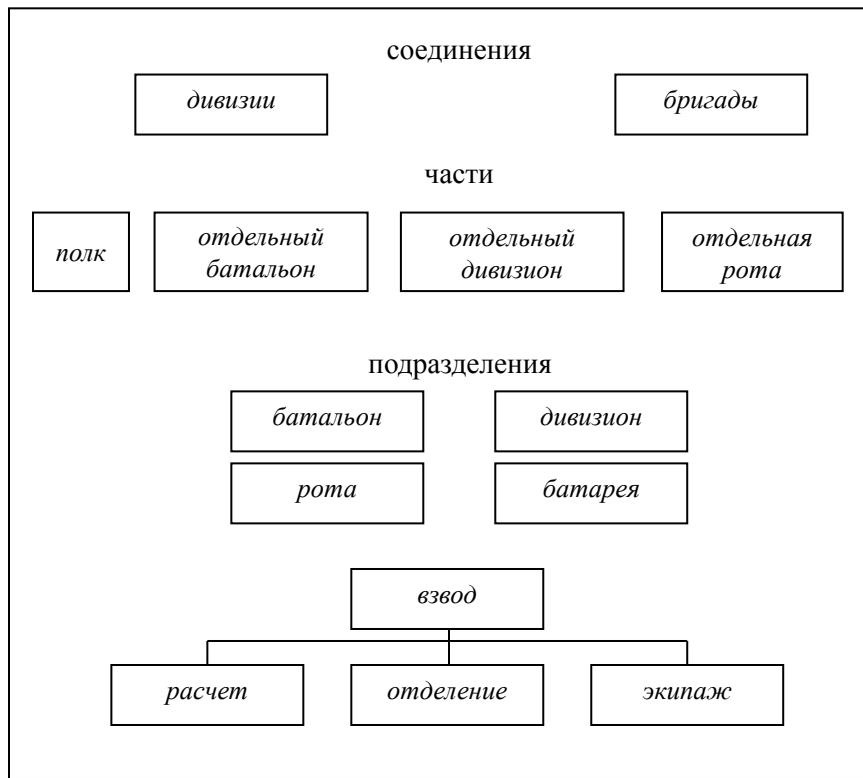 соединения
дивизии
бригады
части
полк
отдельный
батальон
отдельный
дивизион
отдельная
рота
подразделения
батальон
дивизион
рота
батарея
взвод
расчет
отделение
экипаж